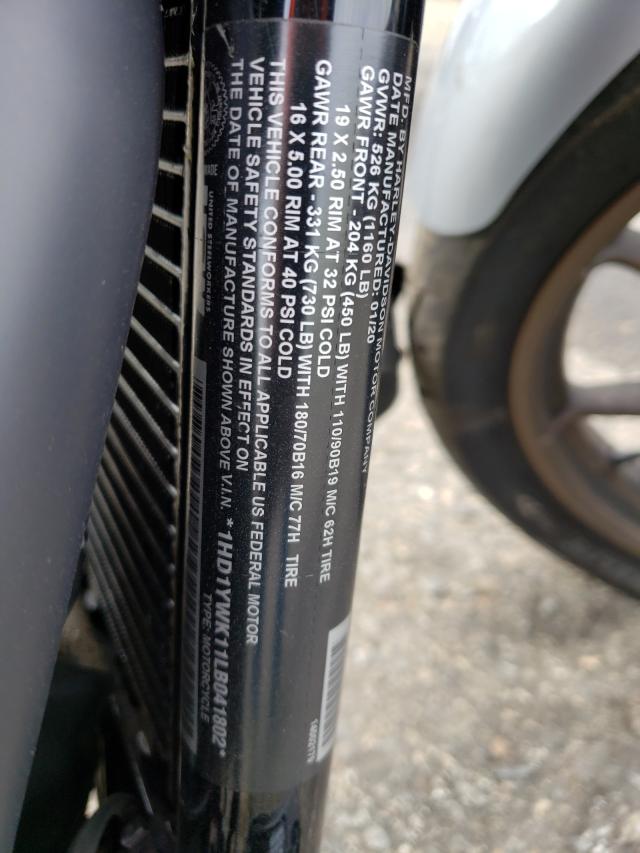 MFD. BY HARLEY-DAVIDSON MOTOR COMPANY
DATE MANUFACTURED: 01/20
GVWR: 526 KG (1160 LB)
GAWR FRONT - 204 KG (450 LB) WITH 110/90B19 M/C 62H TIRE
19 X 2.50 RIM AT 32 PSI COLD
GAWR REAR - 331 KG (730 LB) WITH 180/70B16 M/C 77H TIRE
16 X 5.00 RIM AT 40 PSI COLD
THIS VEHICLE CONFORMS TO ALL APPLICABLE US FEDERAL MOTOR
VEHICLE SAFETY STANDARDS IN EFFECT ON
THE DATE OF MANUFACTURE SHOWN ABOVE V.I.N. *1HD1YWK11LB041802*
TYPE: MOTORCYCLE
MADE
UNITED STEELWORKERS